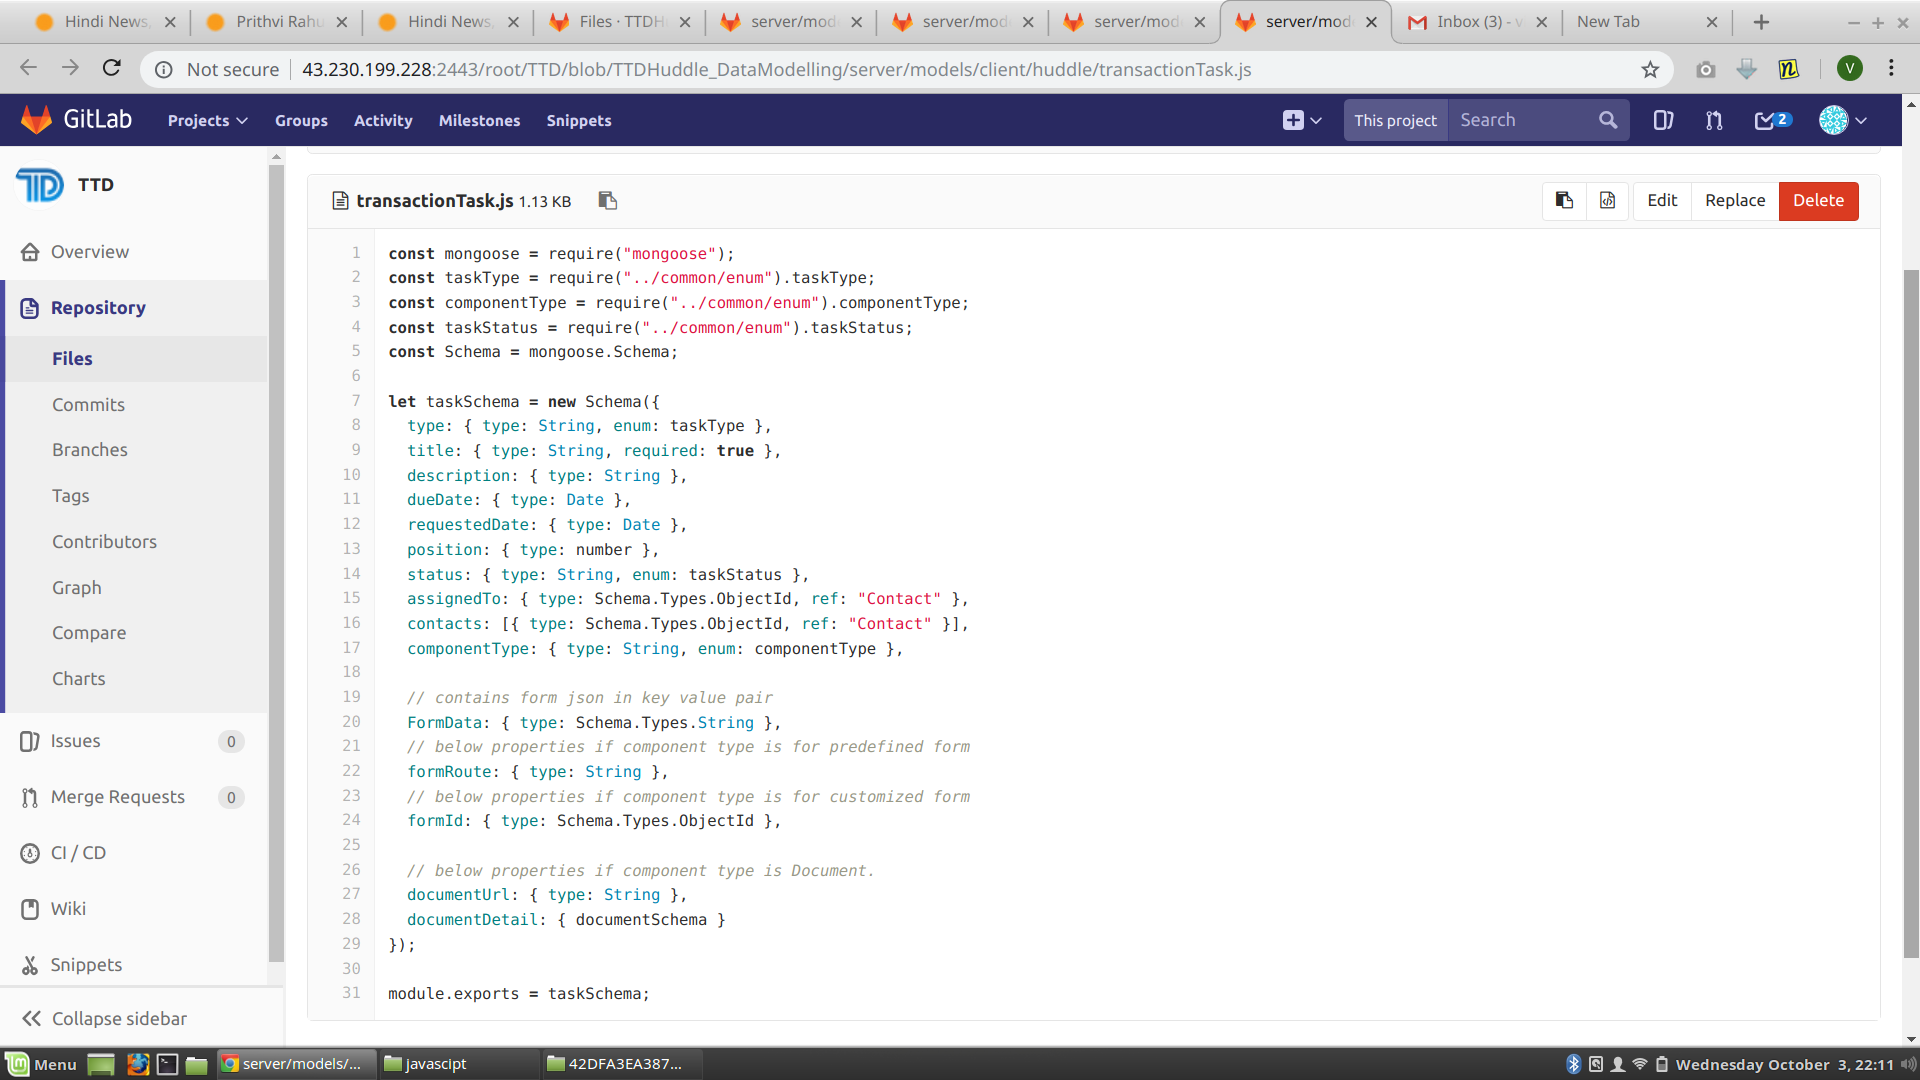 Hindi News,
Prithvi Rahu
Hindi News,
Files · TTDH
server/mod
server/mod
server/mod
server/mod
Inbox (3) - v
New Tab
Not secure
43.230.199.228:2443/root/TTD/blob/TTDHuddle_DataModelling/server/models/client/huddle/transactionTask.js
V
GitLab
Projects
Groups
Activity
Milestones
Snippets
This project
Search
2
TTD
Overview
Repository
Files
Commits
Branches
Tags
Contributors
Graph
Compare
Charts
Issues 0
Merge Requests 0
CI / CD
Wiki
Snippets
Collapse sidebar
transactionTask.js 1.13 KB
Edit
Replace
Delete
1 const mongoose = require("mongoose");
2 const taskType = require("../common/enum").taskType;
3 const componentType = require("../common/enum").componentType;
4 const taskStatus = require("../common/enum").taskStatus;
5 const Schema = mongoose.Schema;
6
7 let taskSchema = new Schema({
8 type: { type: String, enum: taskType },
9 title: { type: String, required: true },
10 description: { type: String },
11 dueDate: { type: Date },
12 requestedDate: { type: Date },
13 position: { type: number },
14 status: { type: String, enum: taskStatus },
15 assignedTo: { type: Schema.Types.ObjectId, ref: "Contact" },
16 contacts: [{ type: Schema.Types.ObjectId, ref: "Contact" }],
17 componentType: { type: String, enum: componentType },
18
19 // contains form json in key value pair
20 FormData: { type: Schema.Types.String },
21 // below properties if component type is for predefined form
22 formRoute: { type: String },
23 // below properties if component type is for customized form
24 formId: { type: Schema.Types.ObjectId },
25
26 // below properties if component type is Document.
27 documentUrl: { type: String },
28 documentDetail: { documentSchema }
29 });
30
31 module.exports = taskSchema;
Menu
server/models/...
javascipt
42DFA3EA387...
Wednesday October 3, 22:11